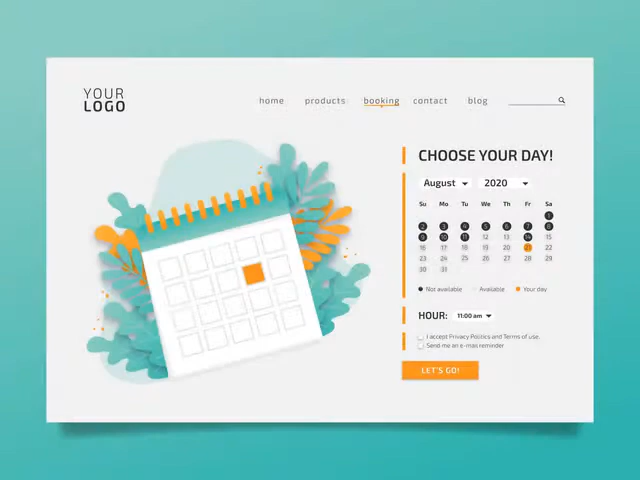 YOUR
LOGO
home products booking contact blog
CHOOSE YOUR DAY!
August 2020
Su Mo Tu We Th Fr Sa
1
2 3 4 5 6 7 8
9 10 11 12 13 14 15
16 17 18 19 20 21 22
23 24 25 26 27 28 29
30 31
Not available Available Your day
HOUR: 11:00 am
I accept Privacy Politics and Terms of use.
Send me an e-mail reminder
LET'S GO!